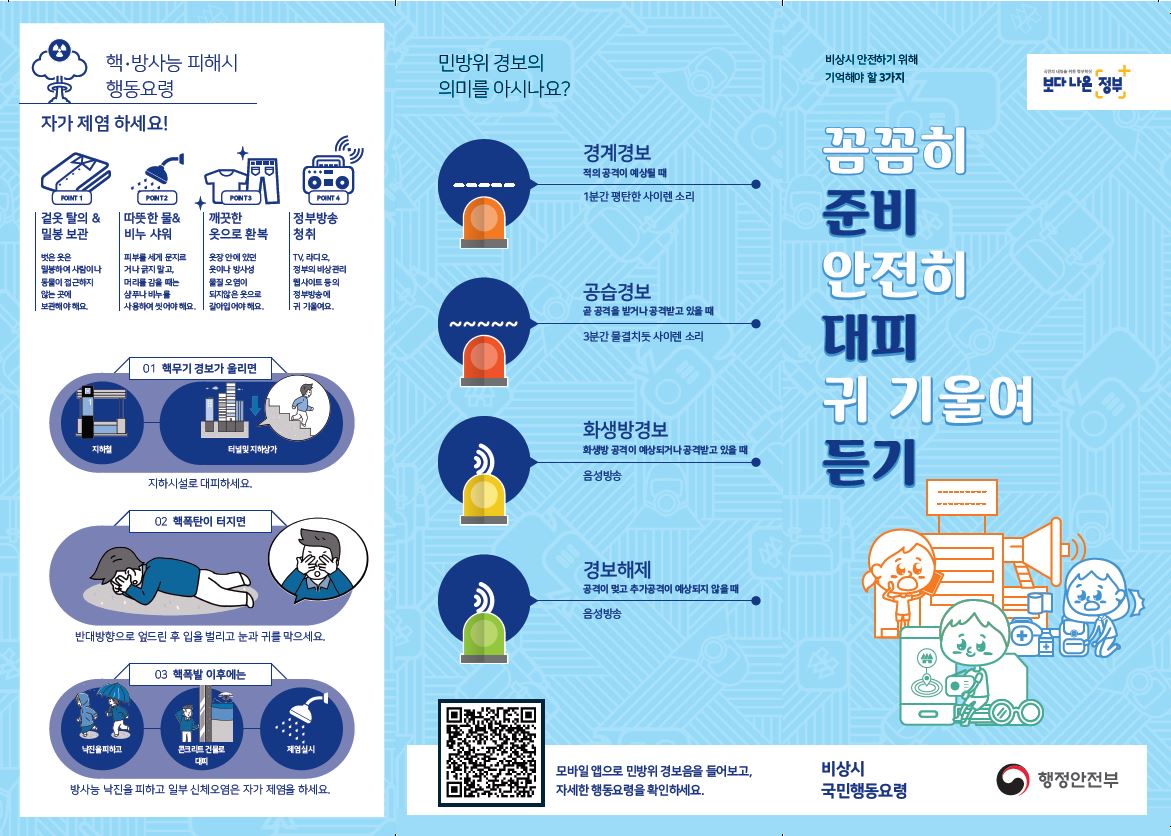 핵·방사능 피해시
행동요령
자가 제염 하세요!
POINT 1
겉옷 탈의 &
밀봉 보관
벗은 옷은
밀봉하여 사람이나
동물이 접근하지
않는 곳에
보관해야 해요.
POINT 2
따뜻한 물&
비누 샤워
피부를 세게 문지르
거나 긁지 말고,
머리를 감을 때는
샴푸나 비누를
사용하여 씻어야 해요.
POINT 3
깨끗한
옷으로 환복
옷장 안에 있던
옷이나 방사성
물질 오염이
되지않은 옷으로
갈아입어야 해요.
POINT 4
정부방송
청취
TV, 라디오,
정부의 비상관리
웹사이트 등의
정부방송에
귀 기울여요.
01 핵무기 경보가 울리면
지하철
터널및 지하상가
지하시설로 대피하세요.
02 핵폭탄이 터지면
반대방향으로 엎드린 후 입을 벌리고 눈과 귀를 막으세요.
03 핵폭발 이후에는
낙진을 피하고
콘크리트 건물로
대피
제염 실시
방사능 낙진을 피하고 일부 신체오염은 자가 제염을 하세요.
민방위 경보의
의미를 아시나요?
경계경보
적의 공격이 예상될 때
1분간 평탄한 사이렌 소리
공습경보
곧 공격을 받거나 공격받고 있을 때
3분간 물결치듯 사이렌 소리
화생방경보
화생방 공격이 예상되거나 공격받고 있을 때
음성방송
경보해제
공격이 멎고 추가공격이 예상되지 않을 때
음성방송
모바일 앱으로 민방위 경보음을 들어보고,
자세한 행동요령을 확인하세요.
비상시 안전하기 위해
기억해야 할 3가지
보다 나은 정부
꼼꼼히
준비
안전히
대피
귀 기울여
듣기
비상시
국민행동요령
행정안전부